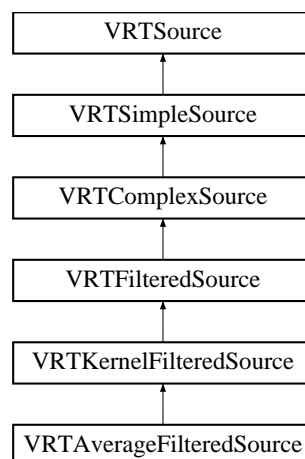 VRTSource
VRTSimpleSource
VRTComplexSource
VRTFilteredSource
VRTKernelFilteredSource
VRTAverageFilteredSource